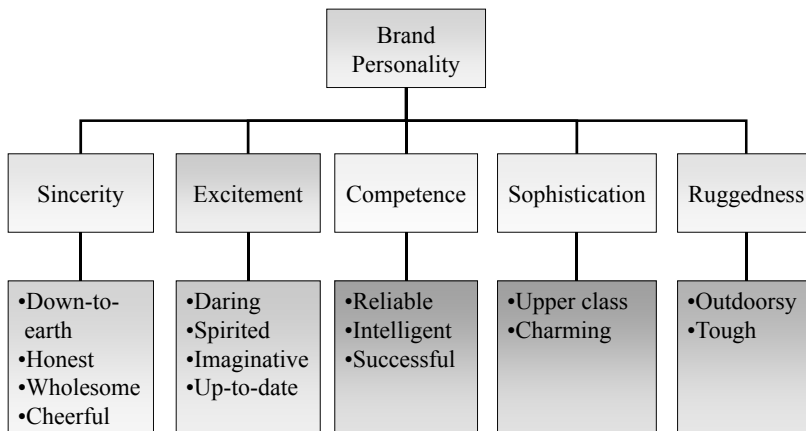 Brand
Personality
Sincerity
Excitement
Competence
Sophistication
Ruggedness
•Down-to-
earth
•Honest
•Wholesome
•Cheerful
•Daring
•Spirited
•Imaginative
•Up-to-date
•Reliable
•Intelligent
•Successful
•Upper class
•Charming
•Outdoorsy
•Tough